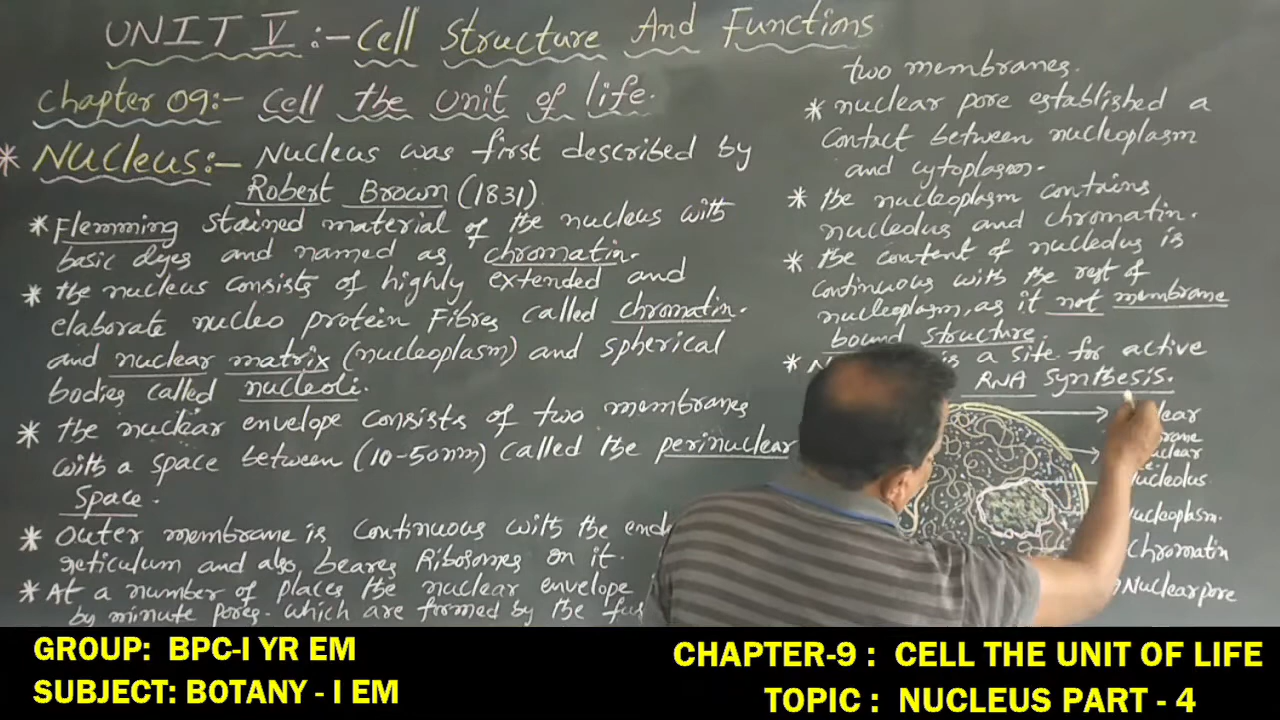 UNIT V :- Cell Structure And Functions
Chapter 09:- Cell the Unit of life.
* Nucleus:- Nucleus was first described by
Robert Brown (1831)
* Flemming stained material of the nucleus with
basic dyes and named as chromatin.
* the nucleus consists of highly extended and
elaborate nucleo protein Fibres called chromatin.
and nuclear matrix (nucleoplasm) and spherical
bodies called nucleoli.
* the nuclear envelope consists of two membranes
with a space between (10-50nm) called the perinuclear
Space.
* Outer membrane is continuous with the
reticulum and also beares Ribosomes on it.
* At a number of places the nuclear envelope
by minute pores. which are formed by the
two membranes.
* nuclear pore established a
contact between nucleoplasm
and cytoplasm.
* the nucleoplasm contains
nucleolus and chromatin.
* the content of nucleolus is
continuous with the rest of
nucleoplasm, as it not membrane
bound structure.
* is a site for active
RNA synthesis.
Nucleolus
Nucleoplasm.
Chromatin
Nuclear pore
GROUP: BPC-I YR EM
SUBJECT: BOTANY - I EM
CHAPTER-9 : CELL THE UNIT OF LIFE
TOPIC : NUCLEUS PART - 4